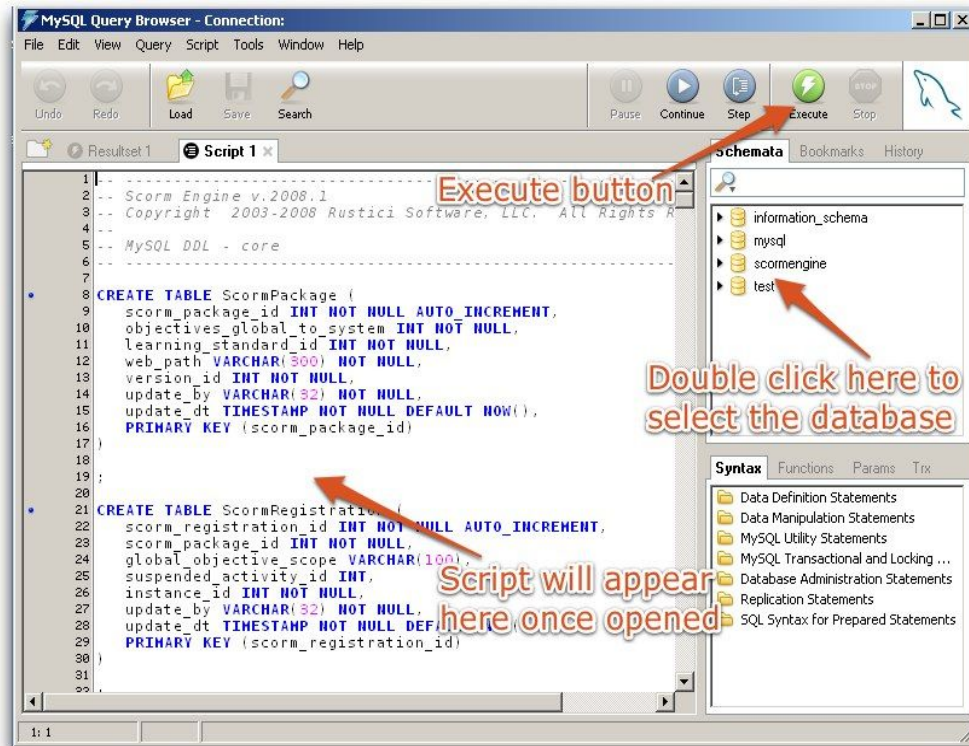 MySQL Query Browser - Connection:
File Edit View Query Script Tools Window Help
Undo Redo Load Save Search Pause Continue Step Execute Stop
STOP
Resultset 1 Script 1
1 -- ----------------------------------------------------------
2 -- Scorm Engine v.2008.1
3 -- Copyright 2003-2008 Rustici Software, LLC. All Rights R
4 --
5 -- MySQL DDL - core
6 -- ----------------------------------------------------------
7
8 CREATE TABLE ScormPackage (
9 scorm_package_id INT NOT NULL AUTO_INCREMENT,
10 objectives_global_to_system INT NOT NULL,
11 learning_standard_id INT NOT NULL,
12 web_path VARCHAR(300) NOT NULL,
13 version_id INT NOT NULL,
14 update_by VARCHAR(32) NOT NULL,
15 update_dt TIMESTAMP NOT NULL DEFAULT NOW(),
16 PRIMARY KEY (scorm_package_id)
17 )
18
19 ;
20
21 CREATE TABLE ScormRegistration (
22 scorm_registration_id INT NOT NULL AUTO_INCREMENT,
23 scorm_package_id INT NOT NULL,
24 global_objective_scope VARCHAR(100),
25 suspended_activity_id INT,
26 instance_id INT NOT NULL,
27 update_by VARCHAR(32) NOT NULL,
28 update_dt TIMESTAMP NOT NULL
29 PRIMARY KEY (scorm_registration_id)
30 )
31
Execute button
Script will appear
here once opened
Schemata Bookmarks History
information_schema
mysql
scormengine
test
Double click here to
select the database
Syntax Functions Params Trx
Data Definition Statements
Data Manipulation Statements
MySQL Utility Statements
MySQL Transactional and Locking ...
Database Administration Statements
Replication Statements
SQL Syntax for Prepared Statements
1: 1